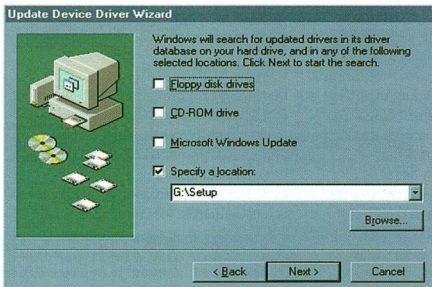 Update Device Driver Wizard
Windows will search for updated drivers in its driver
database on your hard drive, and in any of the following
selected locations. Click Next to start the search.
Floppy disk drives
CD-ROM drive
Microsoft Windows Update
Specify a location:
G:\Setup
Browse...
< Back
Next >
Cancel